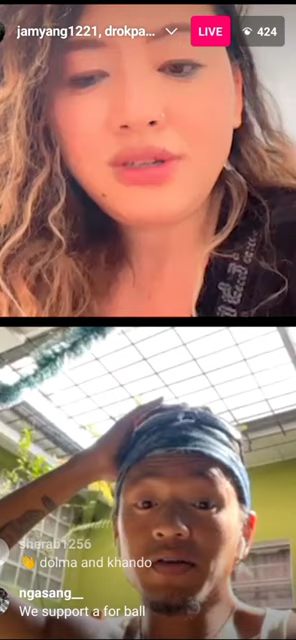 jamyang1221, drokpa...
LIVE
424
sherab1256
👋 dolma and khando
ngasang__
We support a for ball